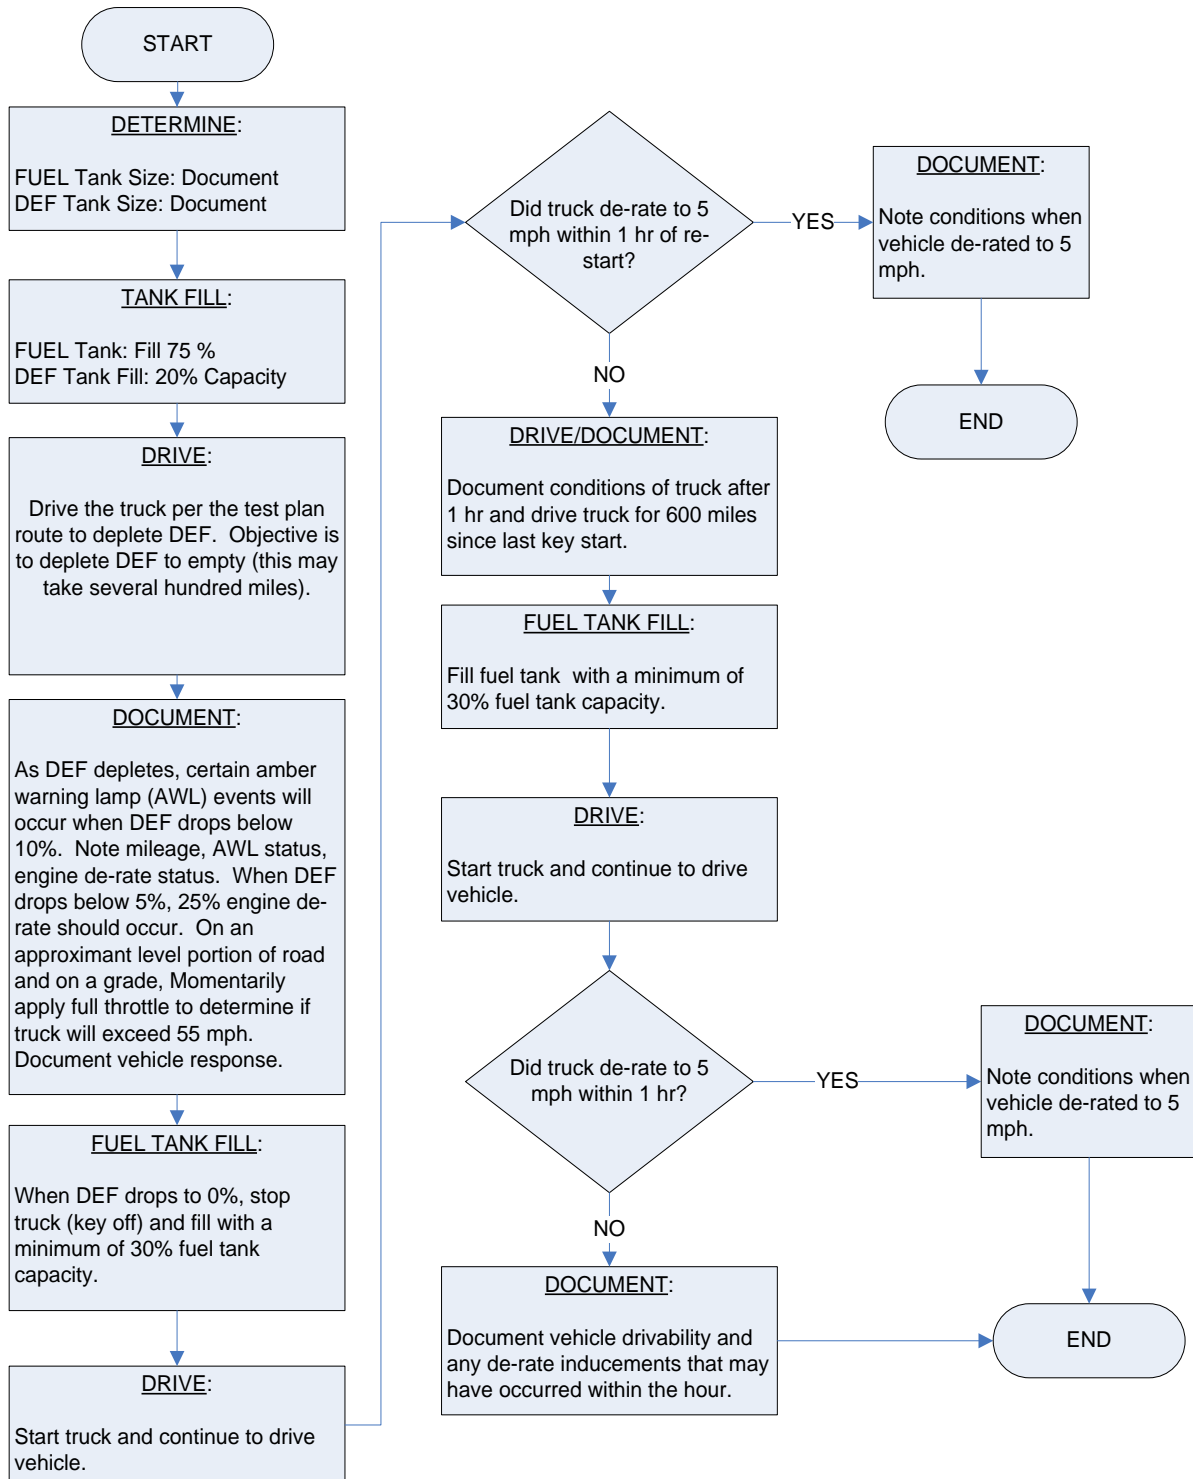 START
DETERMINE:
FUEL Tank Size: Document
DEF Tank Size: Document
TANK FILL:
FUEL Tank: Fill 75 %
DEF Tank Fill: 20% Capacity
DRIVE:
Drive the truck per the test plan
route to deplete DEF.  Objective is
to deplete DEF to empty (this may
take several hundred miles).
DOCUMENT:
As DEF depletes, certain amber
warning lamp (AWL) events will
occur when DEF drops below
10%.  Note mileage, AWL status,
engine de-rate status.  When DEF
drops below 5%, 25% engine de-
rate should occur.  On an
approximant level portion of road
and on a grade, Momentarily
apply full throttle to determine if
truck will exceed 55 mph.
Document vehicle response.
FUEL TANK FILL:
When DEF drops to 0%, stop
truck (key off) and fill with a
minimum of 30% fuel tank
capacity.
DRIVE:
Start truck and continue to drive
vehicle.
Did truck de-rate to 5
mph within 1 hr of re-
start?
YES
DOCUMENT:
Note conditions when
vehicle de-rated to 5
mph.
END
NO
DRIVE/DOCUMENT:
Document conditions of truck after
1 hr and drive truck for 600 miles
since last key start.
FUEL TANK FILL:
Fill fuel tank  with a minimum of
30% fuel tank capacity.
DRIVE:
Start truck and continue to drive
vehicle.
Did truck de-rate to 5
mph within 1 hr?
YES
DOCUMENT:
Note conditions when
vehicle de-rated to 5
mph.
NO
DOCUMENT:
Document vehicle drivability and
any de-rate inducements that may
have occurred within the hour.
END